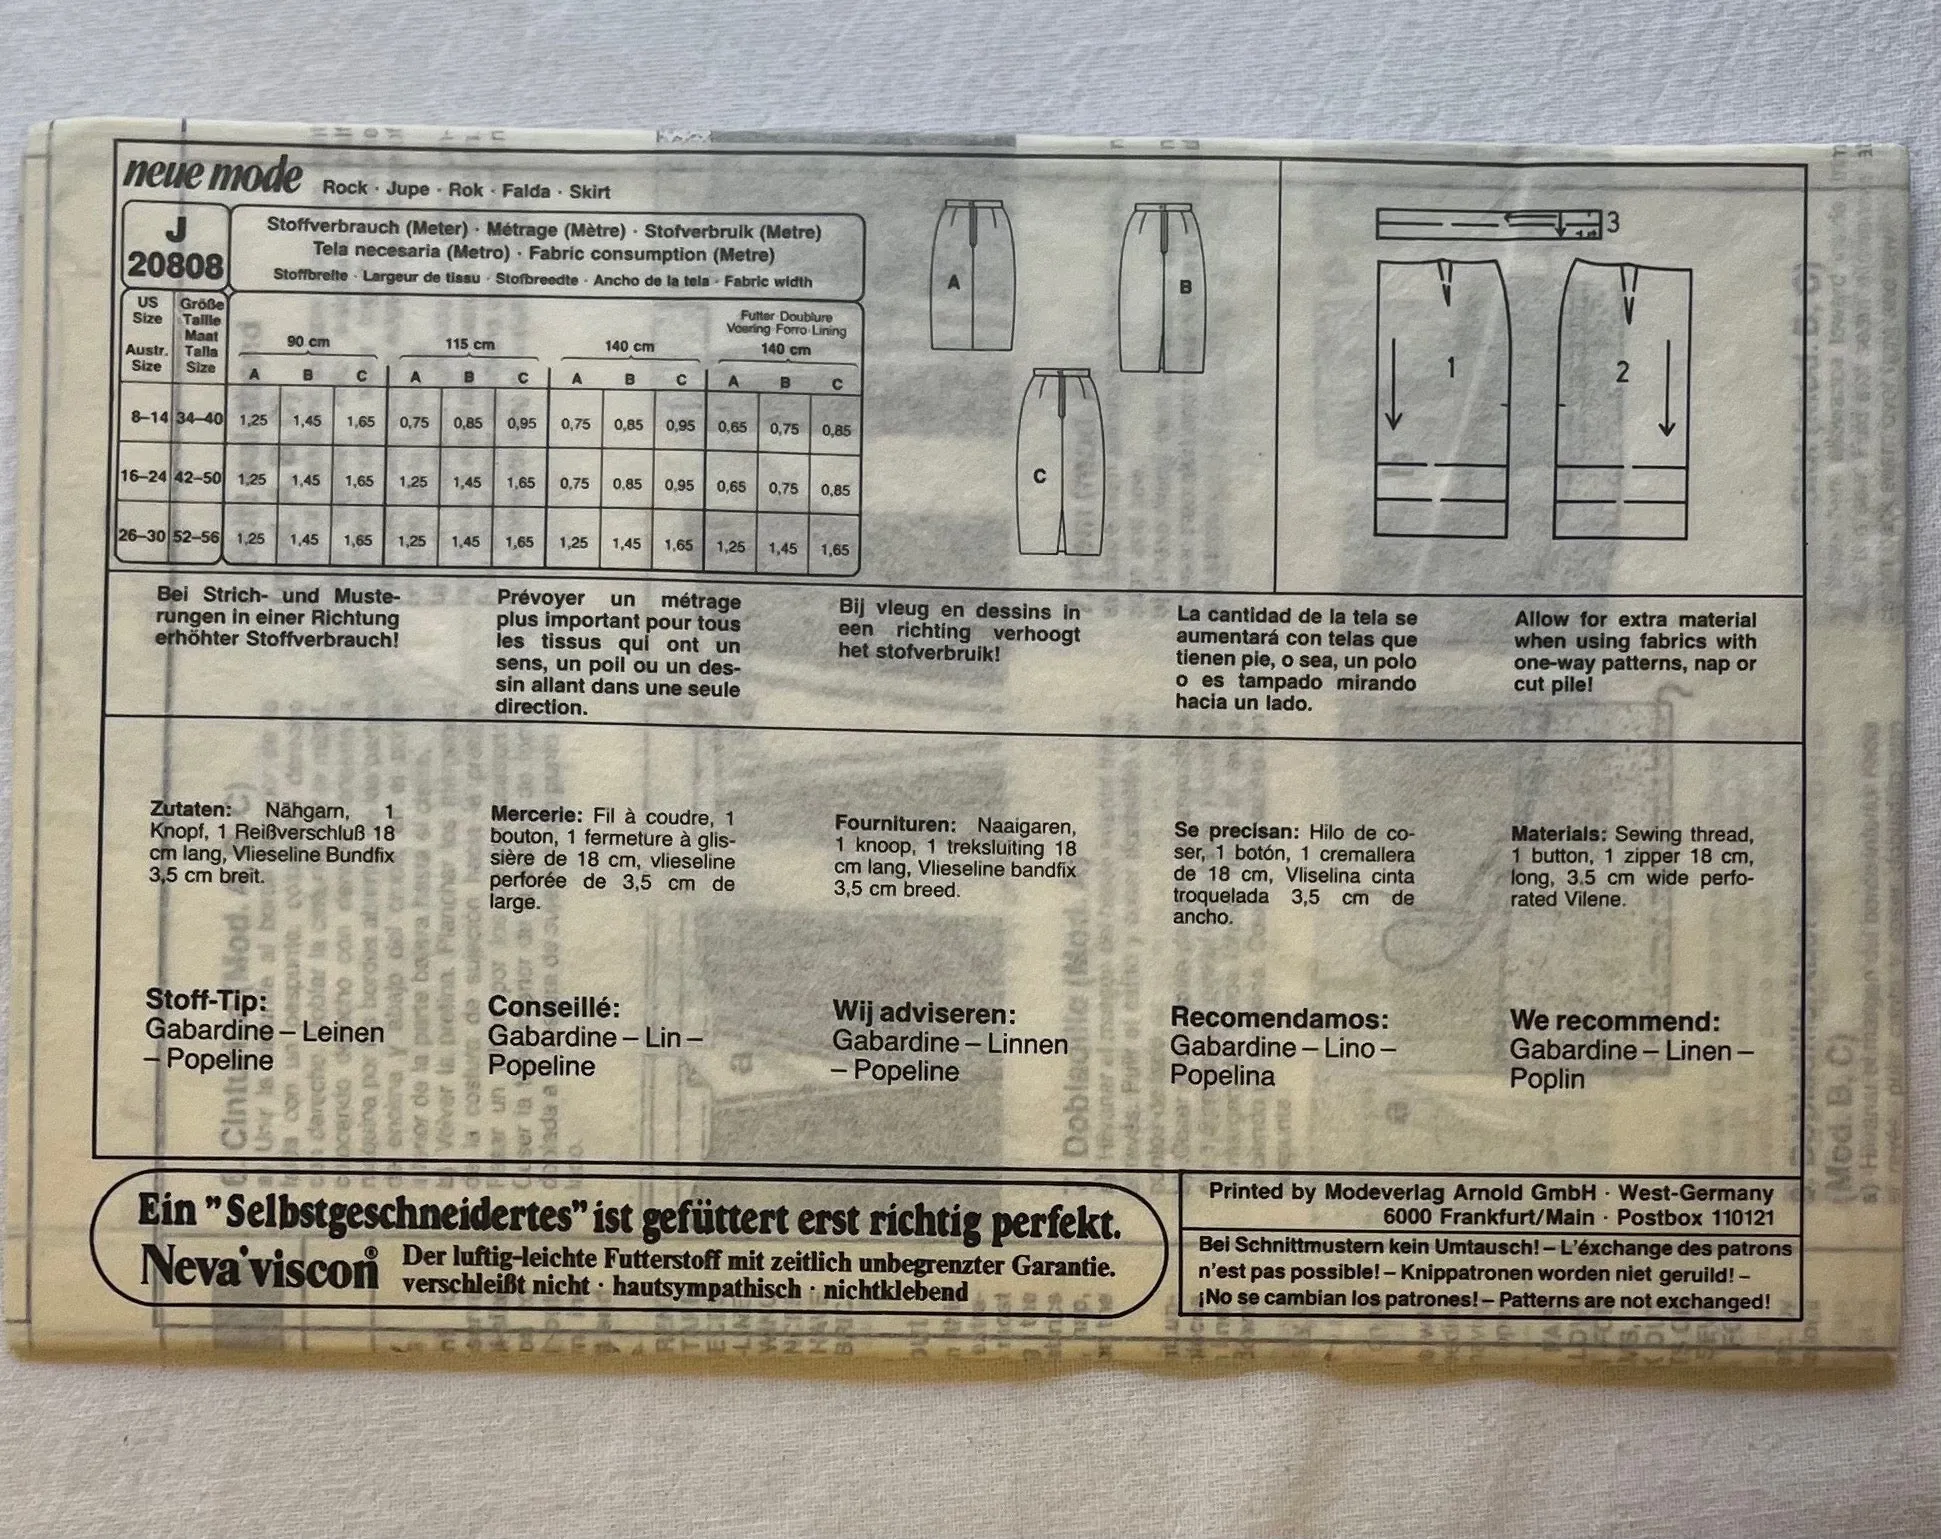 neue mode Rock · Jupe · Rok · Falda · Skirt
J
20808
Stoffverbrauch (Meter) · Métrage (Mètre) · Stofverbruik (Metre)
Tela necesaria (Metro) · Fabric consumption (Metre)
Stoffbreite · Largeur de tissu · Stofbreedte · Ancho de la tela · Fabric width
US
Size
Austr.
Size
Größe
Taille
Maat
Talla
Size
Futter Doublure
Voering Forro Lining
90 cm 115 cm 140 cm 140 cm
A B C A B C A B C A B C
8–14 34–40 1,25 1,45 1,65 0,75 0,85 0,95 0,75 0,85 0,95 0,65 0,75 0,85
16–24 42–50 1,25 1,45 1,65 1,25 1,45 1,65 0,75 0,85 0,95 0,65 0,75 0,85
26–30 52–56 1,25 1,45 1,65 1,25 1,45 1,65 1,25 1,45 1,65 1,25 1,45 1,65
A
B
C
3
1
2
Bei Strich- und Muste-
rungen in einer Richtung
erhöhter Stoffverbrauch!
Prévoyer un métrage
plus important pour tous
les tissus qui ont un
sens, un poil ou un des-
sin allant dans une seule
direction.
Bij vleug en dessins in
een richting verhoogt
het stofverbruik!
La cantidad de la tela se
aumentará con telas que
tienen pie, o sea, un polo
o es tampado mirando
hacia un lado.
Allow for extra material
when using fabrics with
one-way patterns, nap or
cut pile!
Zutaten: Nähgarn, 1
Knopf, 1 Reißverschluß 18
cm lang, Vlieseline Bundfix
3,5 cm breit.
Mercerie: Fil à coudre, 1
bouton, 1 fermeture à glis-
sière de 18 cm, vlieseline
perforée de 3,5 cm de
large.
Fournituren: Naaigaren,
1 knoop, 1 treksluiting 18
cm lang, Vlieseline bandfix
3,5 cm breed.
Se precisan: Hilo de co-
ser, 1 botón, 1 cremallera
de 18 cm, Vliselina cinta
troquelada 3,5 cm de
ancho.
Materials: Sewing thread,
1 button, 1 zipper 18 cm,
long, 3.5 cm wide perfo-
rated Vilene.
Stoff-Tip:
Gabardine – Leinen
– Popeline
Conseillé:
Gabardine – Lin –
Popeline
Wij adviseren:
Gabardine – Linnen
– Popeline
Recomendamos:
Gabardine – Lino –
Popelina
We recommend:
Gabardine – Linen –
Poplin
Ein "Selbstgeschneidertes" ist gefüttert erst richtig perfekt.
Neva'viscon® Der luftig-leichte Futterstoff mit zeitlich unbegrenzter Garantie.
verschleißt nicht · hautsympathisch · nichtklebend
Printed by Modeverlag Arnold GmbH · West-Germany
6000 Frankfurt/Main · Postbox 110121
Bei Schnittmustern kein Umtausch! – L'éxchange des patrons
n'est pas possible! – Knippatronen worden niet geruild! –
¡No se cambian los patrones! – Patterns are not exchanged!